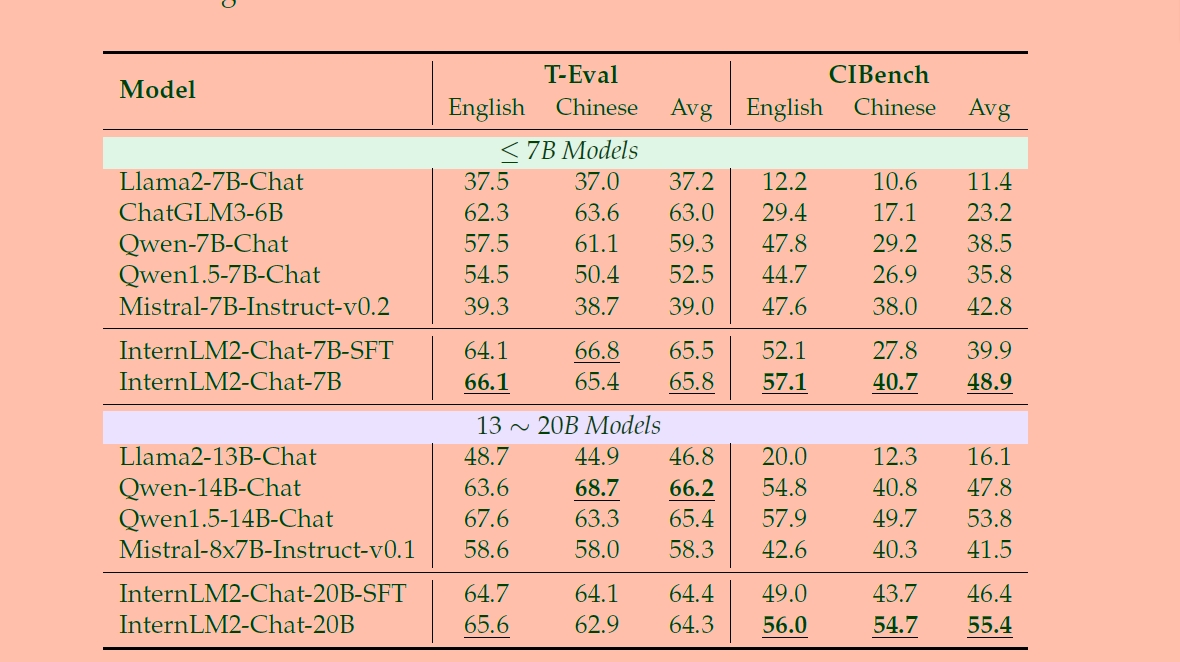 Model T-Eval CIBench
English Chinese Avg English Chinese Avg
≤ 7B Models
Llama2-7B-Chat 37.5 37.0 37.2 12.2 10.6 11.4
ChatGLM3-6B 62.3 63.6 63.0 29.4 17.1 23.2
Qwen-7B-Chat 57.5 61.1 59.3 47.8 29.2 38.5
Qwen1.5-7B-Chat 54.5 50.4 52.5 44.7 26.9 35.8
Mistral-7B-Instruct-v0.2 39.3 38.7 39.0 47.6 38.0 42.8
InternLM2-Chat-7B-SFT 64.1 66.8 65.5 52.1 27.8 39.9
InternLM2-Chat-7B 66.1 65.4 65.8 57.1 40.7 48.9
13 ~ 20B Models
Llama2-13B-Chat 48.7 44.9 46.8 20.0 12.3 16.1
Qwen-14B-Chat 63.6 68.7 66.2 54.8 40.8 47.8
Qwen1.5-14B-Chat 67.6 63.3 65.4 57.9 49.7 53.8
Mistral-8x7B-Instruct-v0.1 58.6 58.0 58.3 42.6 40.3 41.5
InternLM2-Chat-20B-SFT 64.7 64.1 64.4 49.0 43.7 46.4
InternLM2-Chat-20B 65.6 62.9 64.3 56.0 54.7 55.4